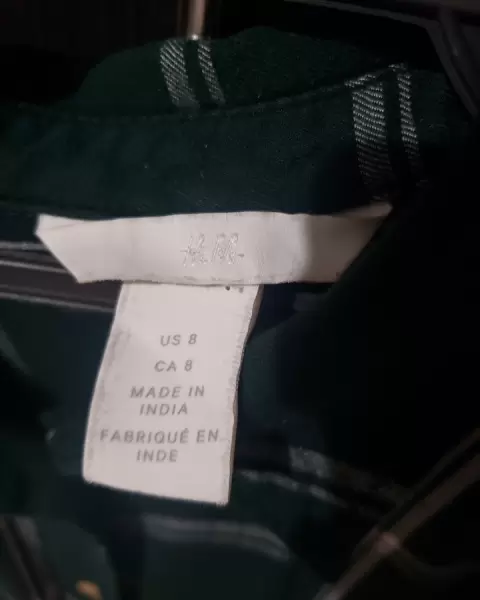 H&M
US 8
CA 8
MADE IN
INDIA
FABRIQUÉ EN
INDE